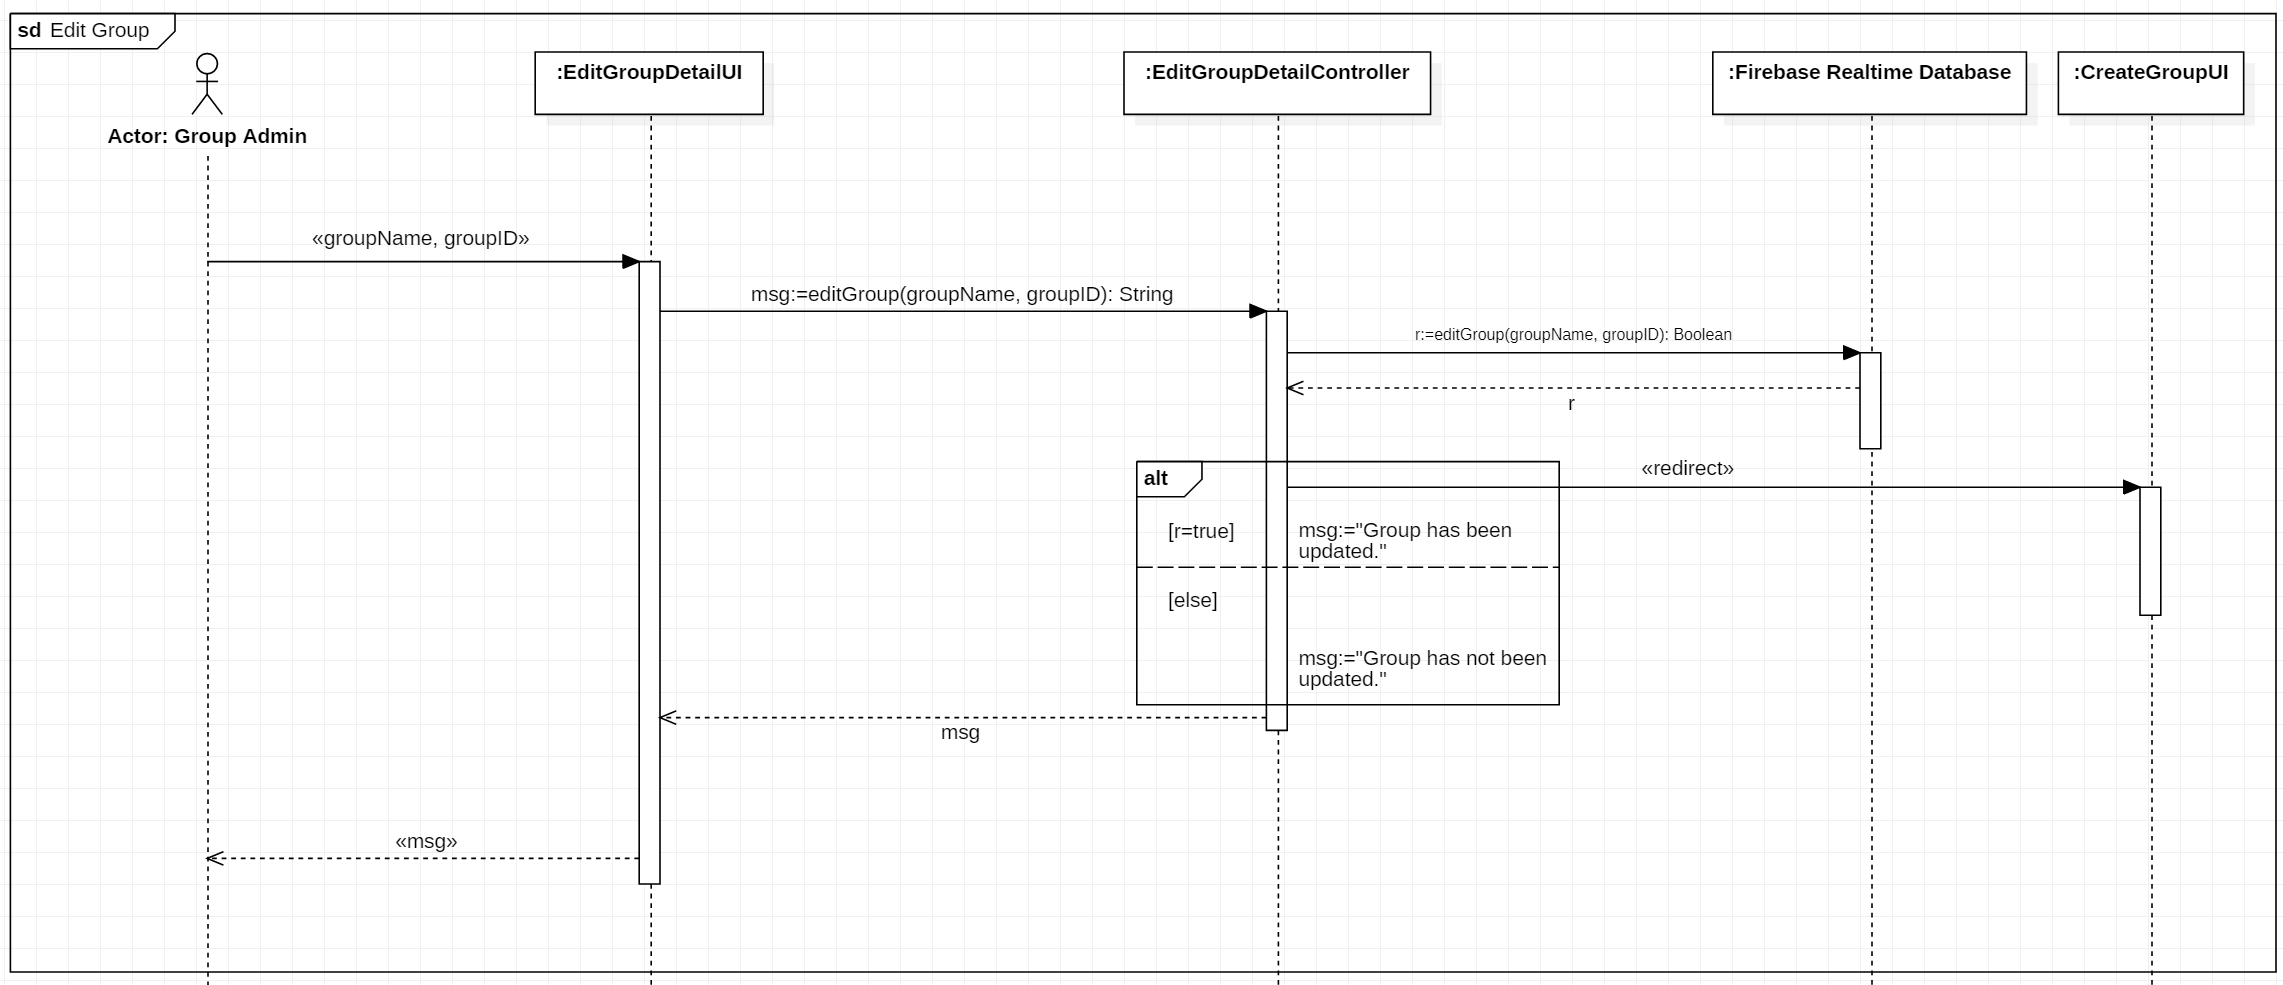 sd Edit Group
:EditGroupDetailUI
:EditGroupDetailController
:Firebase Realtime Database
:CreateGroupUI
Actor: Group Admin
«groupName, groupID»
msg:=editGroup(groupName, groupID): String
r:=editGroup(groupName, groupID): Boolean
r
alt
«redirect»
[r=true]
msg:="Group has been
updated."
[else]
msg:="Group has not been
updated."
msg
«msg»